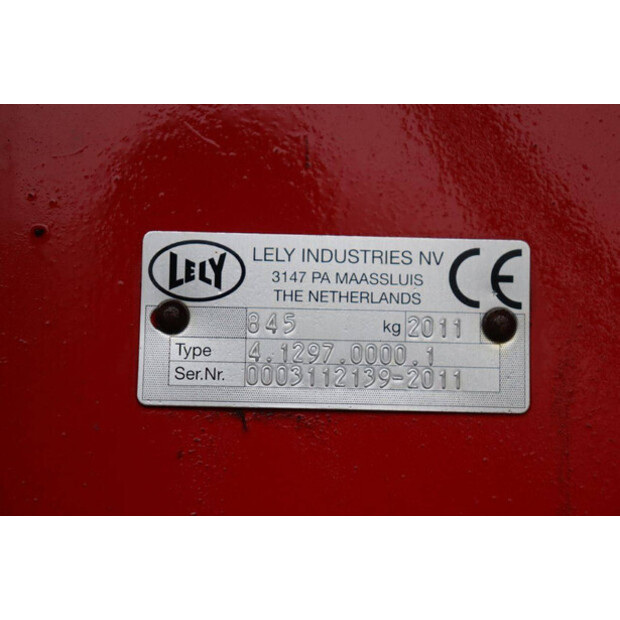 LELY
LELY INDUSTRIES NV
3147 PA MAASSLUIS
THE NETHERLANDS
CE
845 kg 2011
Type 4.1297.0000.1
Ser.Nr. 0003112139-2011